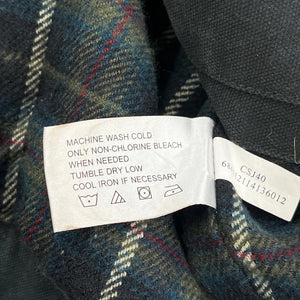 MACHINE WASH COLD
ONLY NON-CHLORINE BLEACH
WHEN NEEDED
TUMBLE DRY LOW
COOL IRON IF NECESSARY
CSJ40